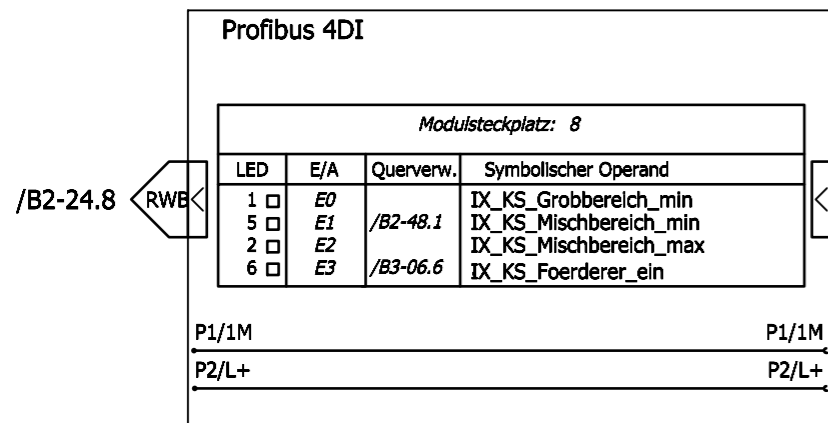 Profibus 4DI
Modulsteckplatz: 8
LED E/A Querverw. Symbolischer Operand
/B2-24.8 RWB
1 E0 IX_KS_Grobbereich_min
5 E1 /B2-48.1 IX_KS_Mischbereich_min
2 E2 IX_KS_Mischbereich_max
6 E3 /B3-06.6 IX_KS_Foerderer_ein
P1/1M P1/1M
P2/L+ P2/L+